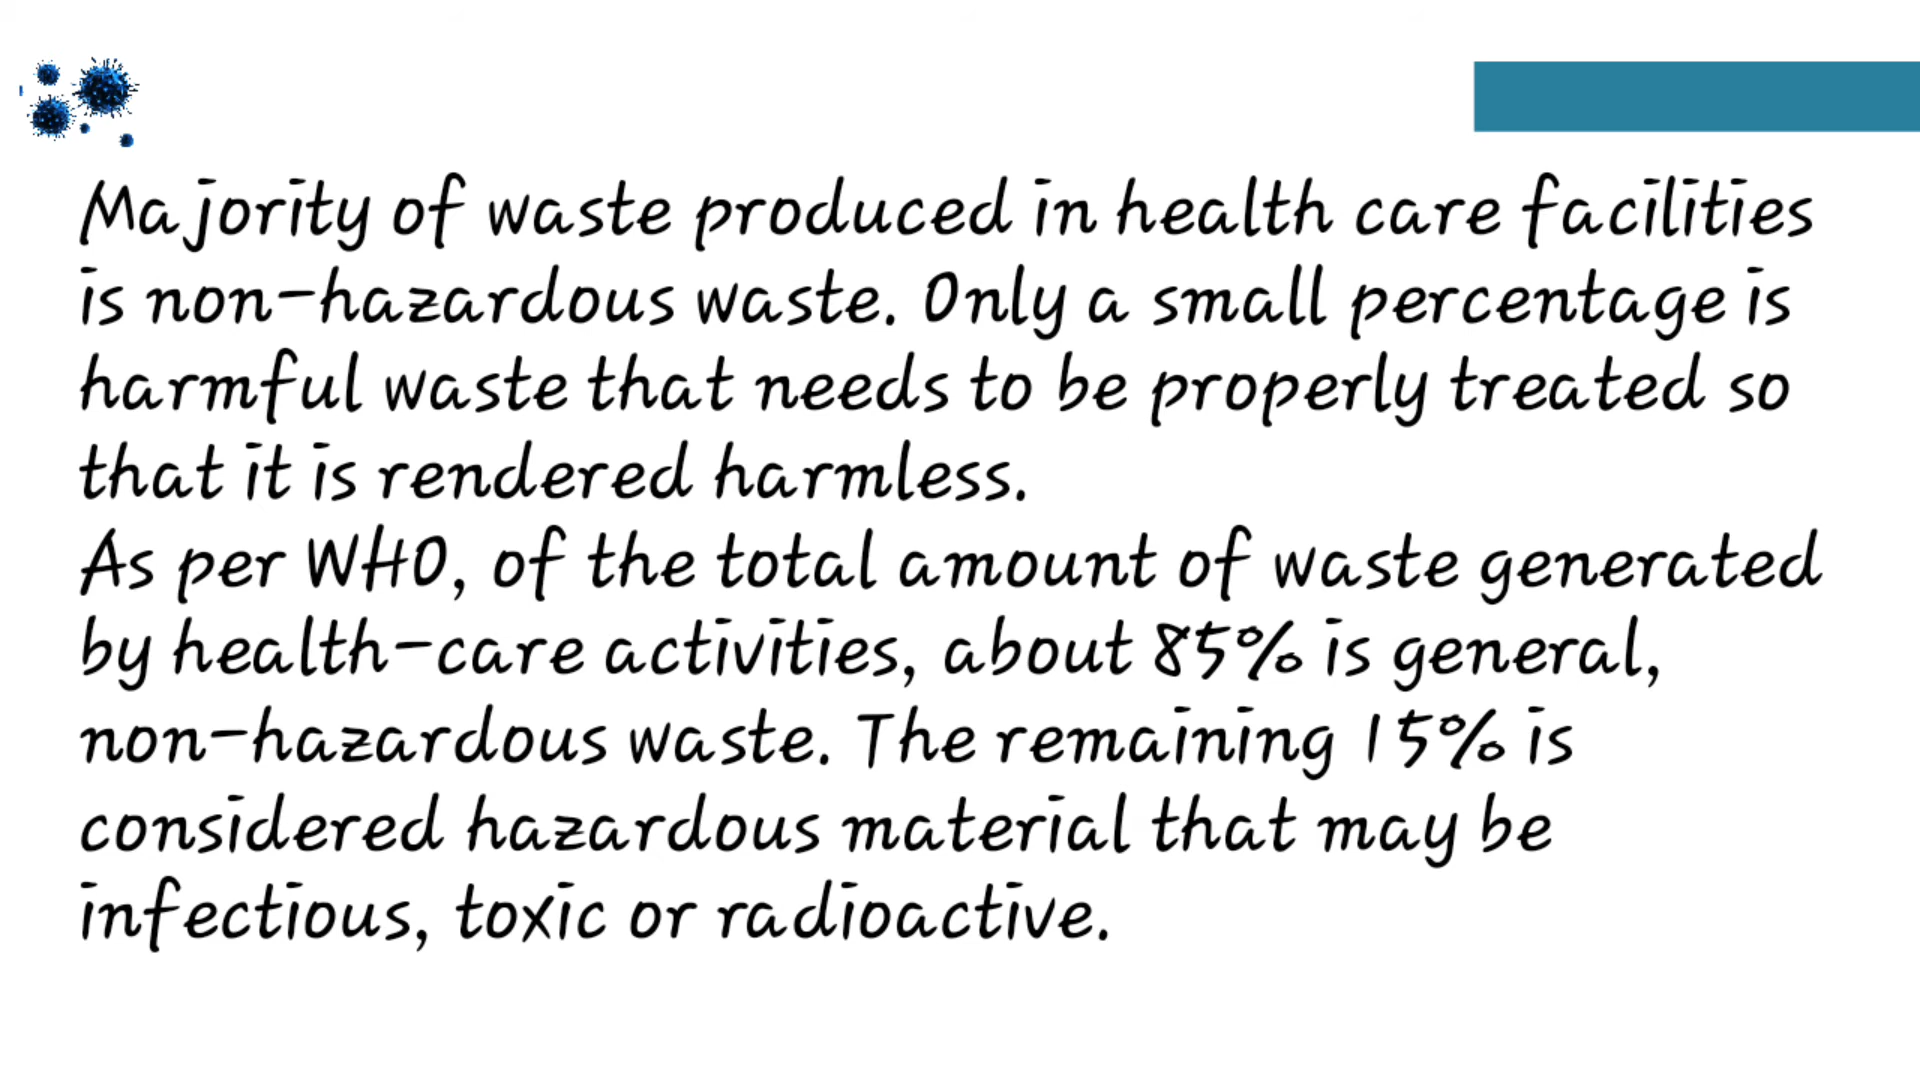 Majority of waste produced in health care facilities
is non-hazardous waste. Only a small percentage is
harmful waste that needs to be properly treated so
that it is rendered harmless.
As per WHO, of the total amount of waste generated
by health-care activities, about 85% is general,
non-hazardous waste. The remaining 15% is
considered hazardous material that may be
infectious, toxic or radioactive.